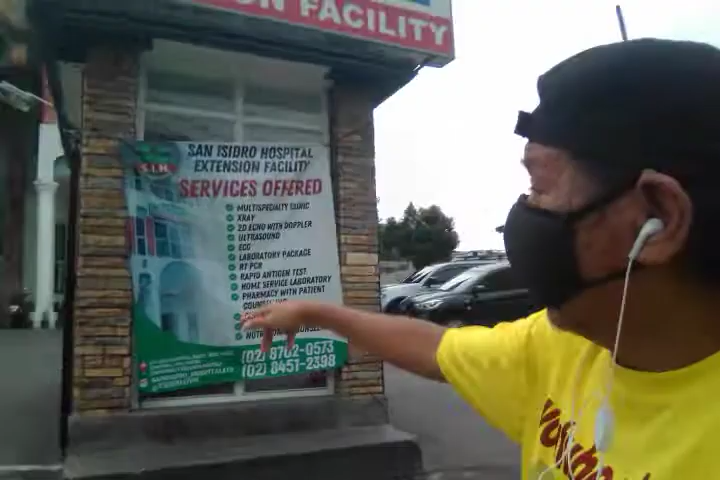 FACILITY
S.I.H.
SAN ISIDRO HOSPITAL
EXTENSION FACILITY
SERVICES OFFERED
MULTISPECIALTY CLINIC
XRAY
2D ECHO WITH DOPPLER
ULTRASOUND
ECG
LABORATORY PACKAGE
RT PCR
RAPID ANTIGEN TEST
HOME SERVICE LABORATORY
PHARMACY WITH PATIENT
(02) 8702-0573
(02) 8451-2398